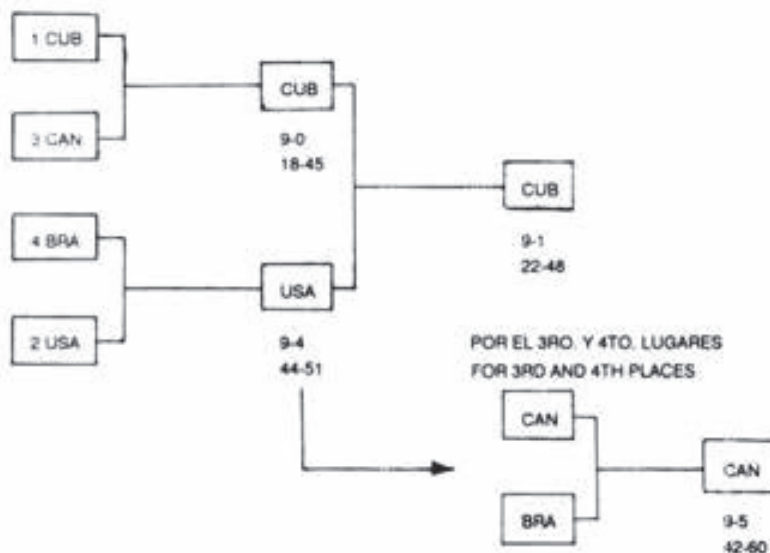 1 CUB
3 CAN
CUB
9-0
18-45
4 BRA
2 USA
USA
9-4
44-51
CUB
9-1
22-48
POR EL 3RO. Y 4TO. LUGARES
FOR 3RD AND 4TH PLACES
CAN
BRA
CAN
9-5
42-60